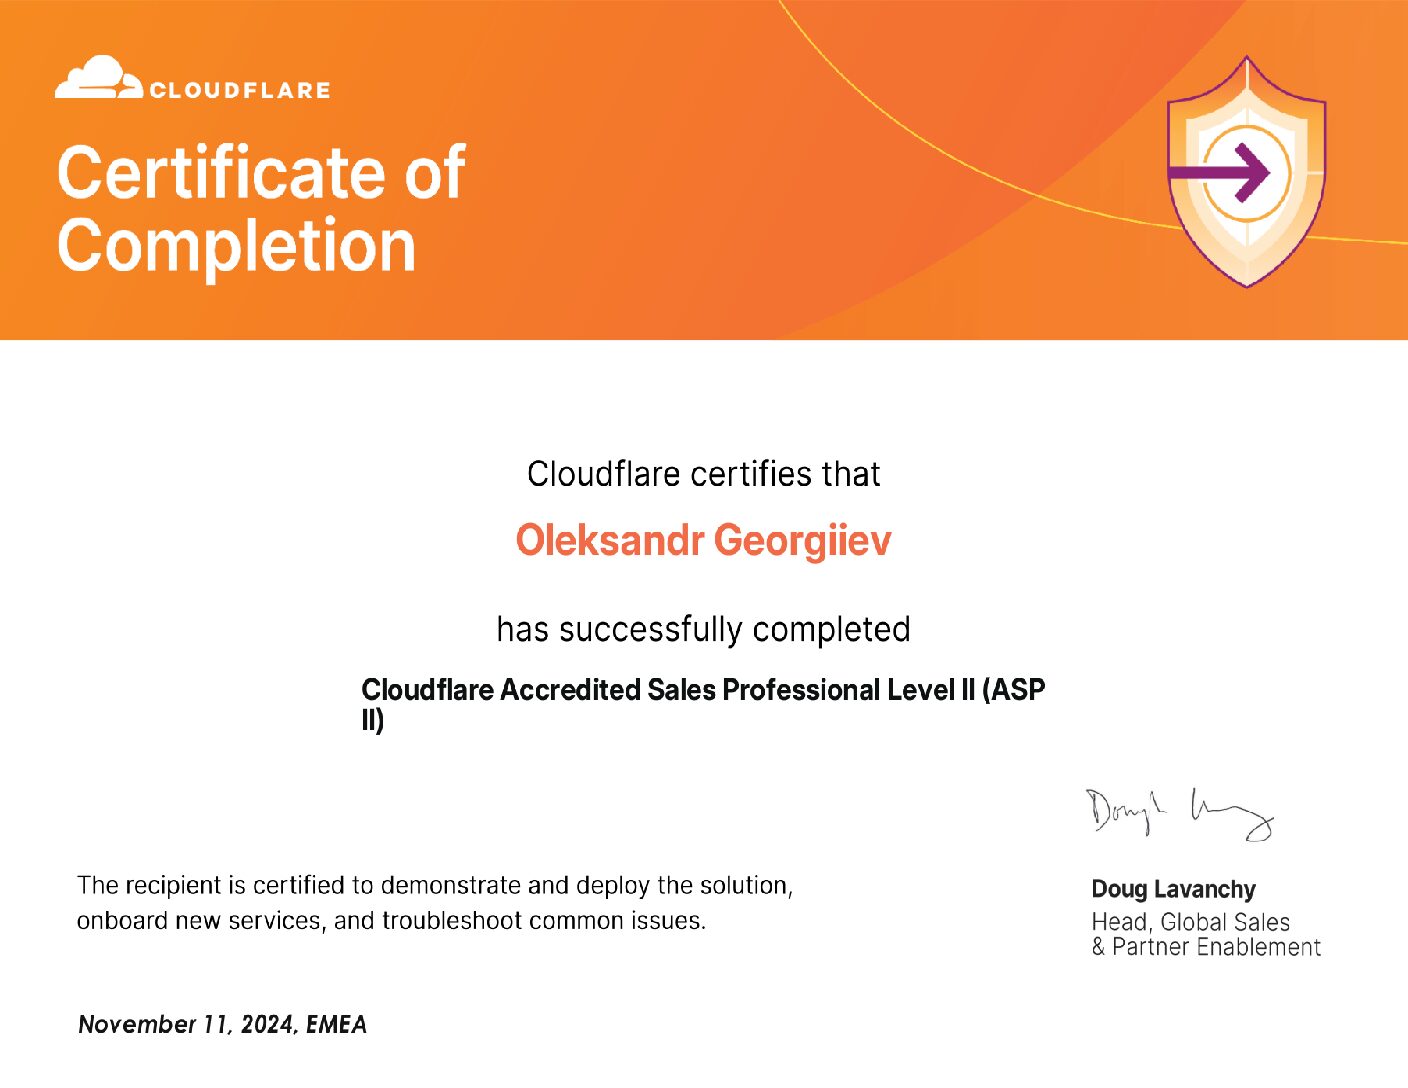 CLOUDFLARE
Certificate of
Completion
Cloudflare certifies that
Oleksandr Georgiiev
has successfully completed
Cloudflare Accredited Sales Professional Level II (ASP
II)
The recipient is certified to demonstrate and deploy the solution,
onboard new services, and troubleshoot common issues.
Doug Lavanchy
Head, Global Sales
& Partner Enablement
November 11, 2024, EMEA